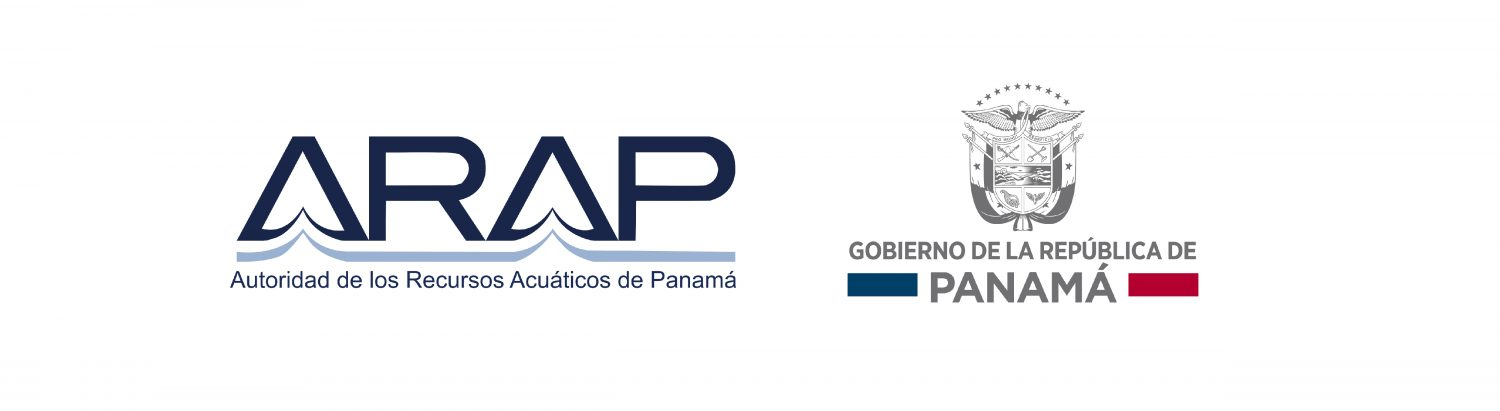 ARAP
Autoridad de los Recursos Acuáticos de Panamá
GOBIERNO DE LA REPÚBLICA DE
PANAMÁ